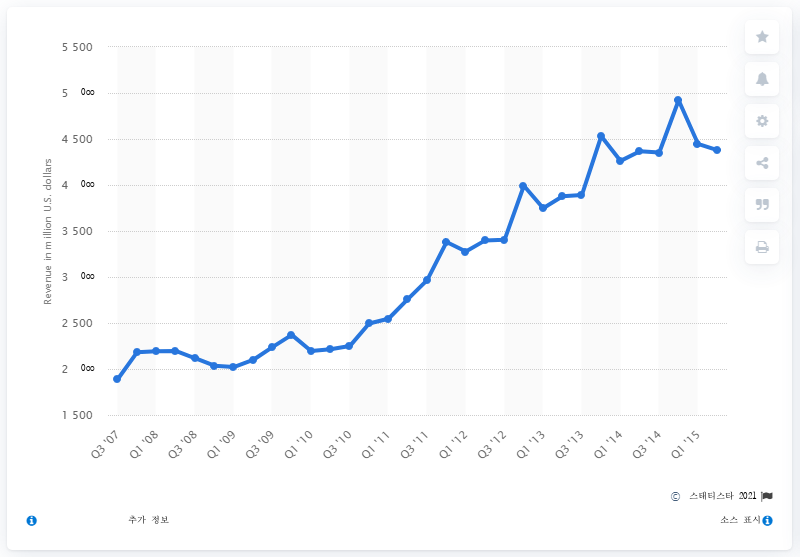 5 500
5 000
4 500
4 000
3 500
3 000
2 500
2 000
1 500
Revenue in million U.S. dollars
Q3 '07
Q1 '08
Q3 '08
Q1 '09
Q3 '09
Q1 '10
Q3 '10
Q1 '11
Q3 '11
Q1 '12
Q3 '12
Q1 '13
Q3 '13
Q1 '14
Q3 '14
Q1 '15
© 스태티스타 2021
추가 정보
소스 표시